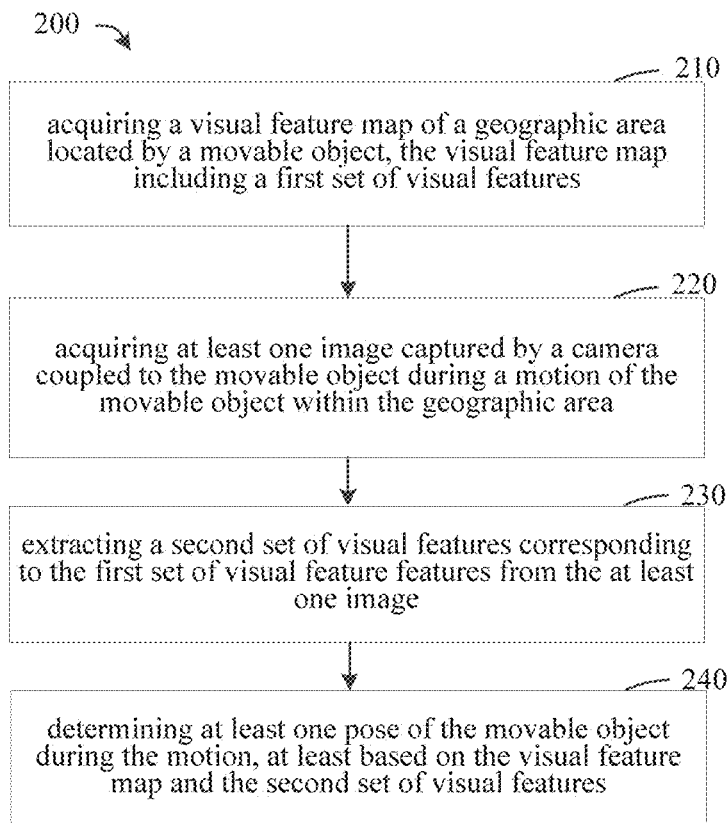 200
210
acquiring a visual feature map of a geographic area
located by a movable object, the visual feature map
including a first set of visual features
220
acquiring at least one image captured by a camera
coupled to the movable object during a motion of the
movable object within the geographic area
230
extracting a second set of visual features corresponding
to the first set of visual feature features from the at least
one image
240
determining at least one pose of the movable object
during the motion, at least based on the visual feature
map and the second set of visual features